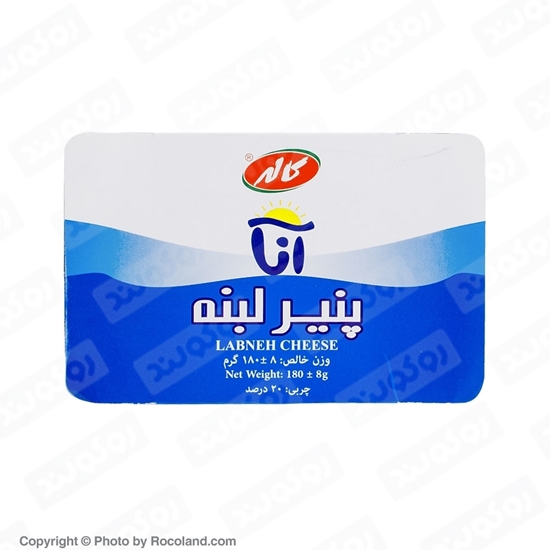 کاله®
آنا
پنیر لبنه
LABNEH CHEESE
وزن خالص: ۸ ±۱۸۰ گرم
Net Weight: 180 ± 8g
چربی: ۲۰ درصد
روکولند
Copyright © Photo by Rocoland.com